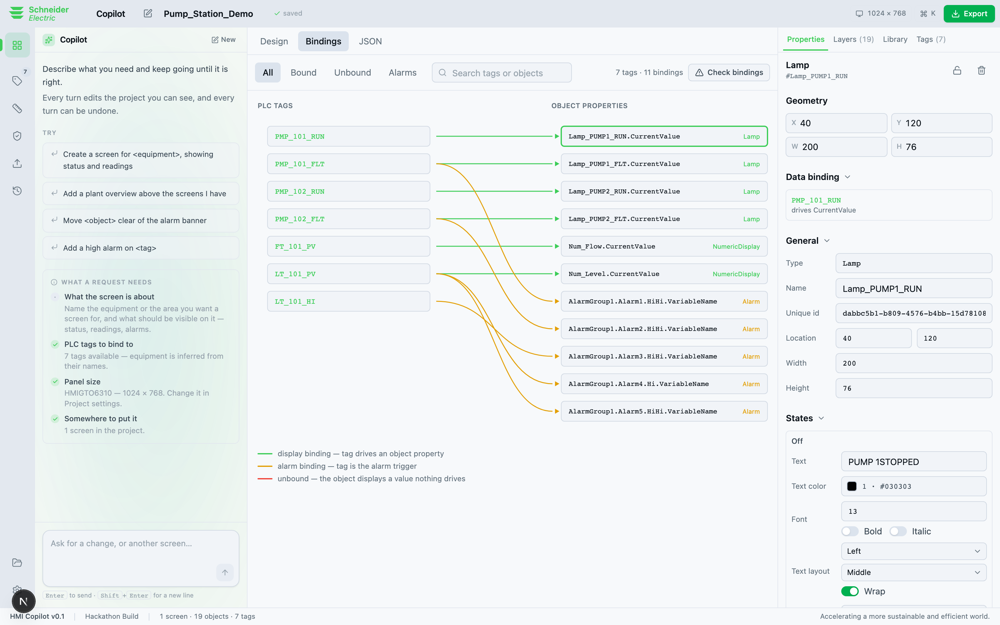 Schneider
Electric
Copilot
Pump_Station_Demo
saved
1024 × 768
⌘ K
Export
7
Copilot
New
Describe what you need and keep going until it is
right.
Every turn edits the project you can see, and every
turn can be undone.
TRY
Create a screen for <equipment>, showing
status and readings
Add a plant overview above the screens I have
Move <object> clear of the alarm banner
Add a high alarm on <tag>
WHAT A REQUEST NEEDS
What the screen is about
Name the equipment or the area you want a
screen for, and what should be visible on it —
status, readings, alarms.
PLC tags to bind to
7 tags available — equipment is inferred from
their names.
Panel size
HMIGTO6310 — 1024 × 768. Change it in
Project settings.
Somewhere to put it
1 screen in the project.
Ask for a change, or another screen...
Enter to send · Shift + Enter for a new line
N
Design
Bindings
JSON
All
Bound
Unbound
Alarms
Search tags or objects
7 tags · 11 bindings
Check bindings
PLC TAGS
OBJECT PROPERTIES
PMP_101_RUN
Lamp_PUMP1_RUN.CurrentValue Lamp
PMP_101_FLT
Lamp_PUMP1_FLT.CurrentValue Lamp
PMP_102_RUN
Lamp_PUMP2_RUN.CurrentValue Lamp
PMP_102_FLT
Lamp_PUMP2_FLT.CurrentValue Lamp
FT_101_PV
Num_Flow.CurrentValue NumericDisplay
LT_101_PV
Num_Level.CurrentValue NumericDisplay
LT_101_HI
AlarmGroup1.Alarm1.HiHi.VariableName Alarm
AlarmGroup1.Alarm2.HiHi.VariableName Alarm
AlarmGroup1.Alarm3.HiHi.VariableName Alarm
AlarmGroup1.Alarm4.Hi.VariableName Alarm
AlarmGroup1.Alarm5.HiHi.VariableName Alarm
display binding — tag drives an object property
alarm binding — tag is the alarm trigger
unbound — the object displays a value nothing drives
Properties
Layers (19)
Library
Tags (7)
Lamp
#Lamp_PUMP1_RUN
Geometry
X 40
Y 120
W 200
H 76
Data binding
PMP_101_RUN
drives CurrentValue
General
Type Lamp
Name Lamp_PUMP1_RUN
Unique id dabbc5b1-b809-4576-b4bb-15d78108
Location 40 120
Width 200
Height 76
States
Off
Text PUMP 1STOPPED
Text color 1 · #030303
Font 13
Bold Italic
Left
Text layout Middle
Wrap
HMI Copilot v0.1
Hackathon Build
1 screen · 19 objects · 7 tags
Accelerating a more sustainable and efficient world.